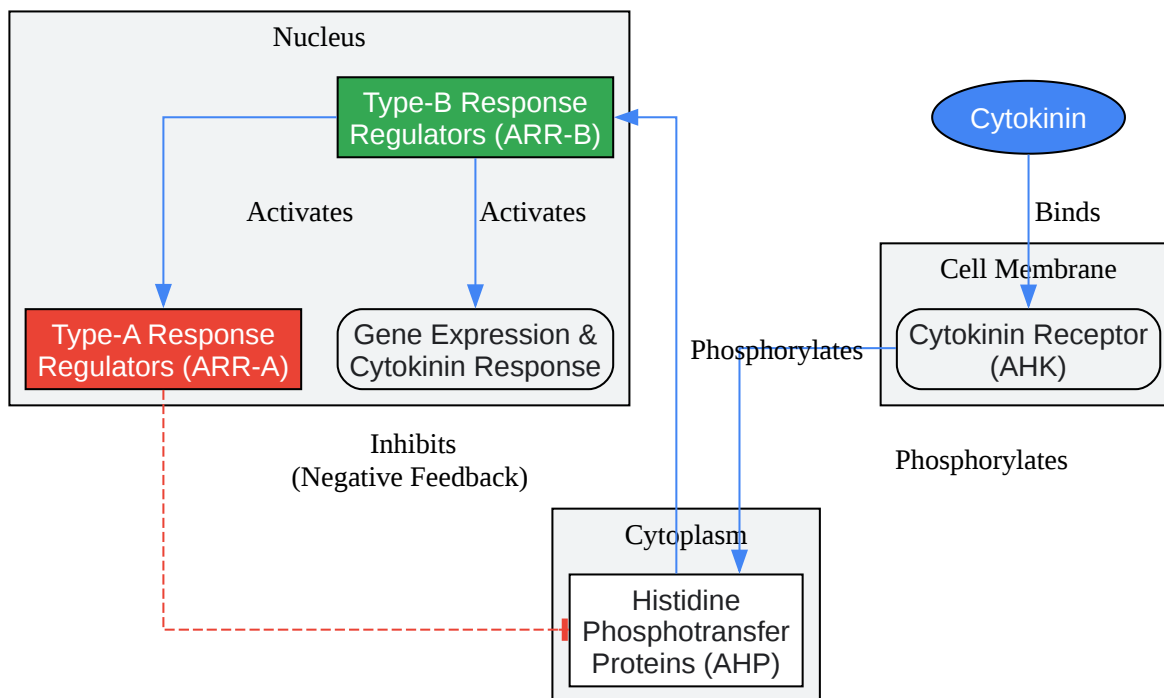 Nucleus
Type-B Response
Regulators (ARR-B)
Cytokinin
Activates
Activates
Binds
Cell Membrane
Type-A Response
Regulators (ARR-A)
Gene Expression &
Cytokinin Response
Phosphorylates
Cytokinin Receptor
(AHK)
Inhibits
(Negative Feedback)
Phosphorylates
Cytoplasm
Histidine
Phosphotransfer
Proteins (AHP)